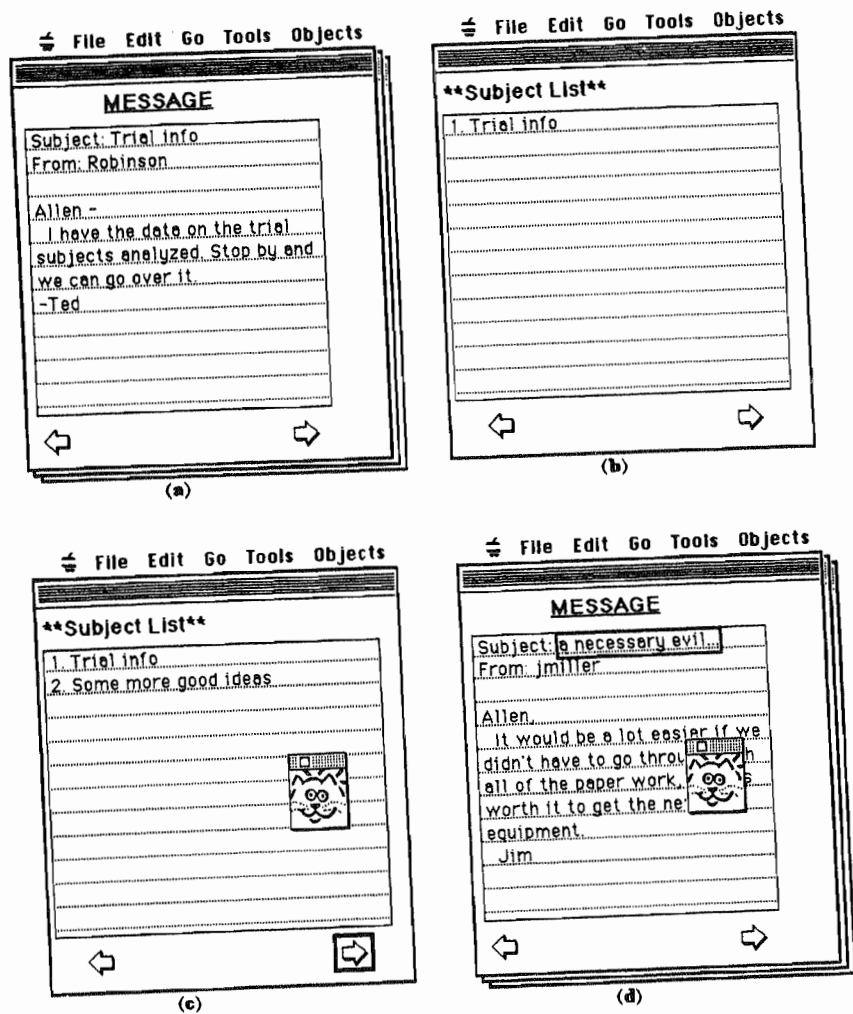 File Edit Go Tools Objects
MESSAGE
Subject: Trial info
From: Robinson
Allen -
I have the data on the trial
subjects analyzed. Stop by and
we can go over it.
-Ted
(a)
File Edit Go Tools Objects
**Subject List**
1. Trial info
(b)
File Edit Go Tools Objects
**Subject List**
1. Trial info
2. Some more good ideas
(c)
File Edit Go Tools Objects
MESSAGE
Subject: a necessary evil...
From: jmiller
Allen,
It would be a lot easier if we
didn't have to go throu h
all of the paper work, s
worth it to get the ne
equipment.
Jim
(d)